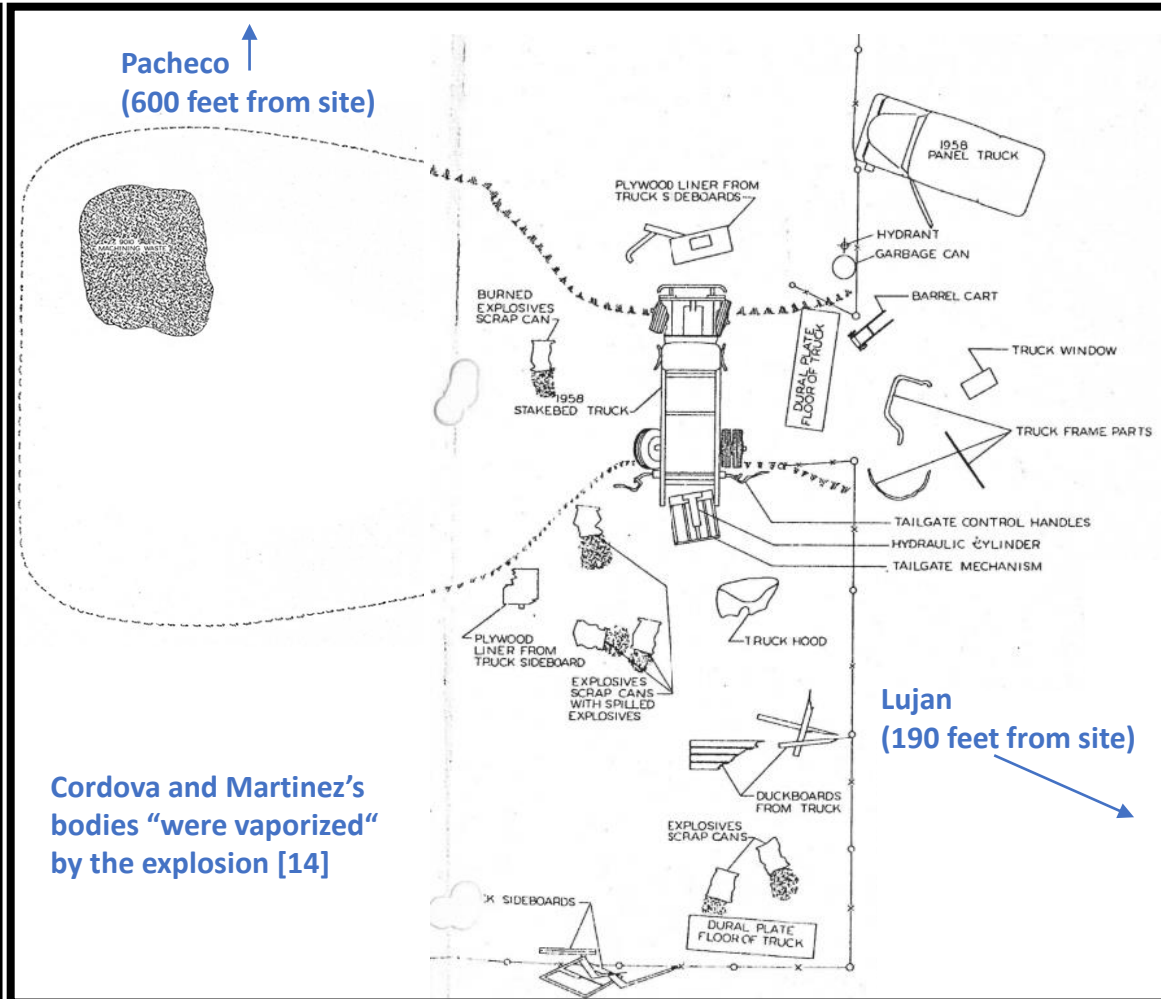 Pacheco
(600 feet from site)
1958
PANEL TRUCK
PLYWOOD LINER FROM
TRUCK S DEBOARDS
MACHINING WASTE
HYDRANT
GARBAGE CAN
BURNED
EXPLOSIVES
SCRAP CAN
BARREL CART
DURAL PLATE
FLOOR OF TRUCK
TRUCK WINDOW
1958
STAKEBED TRUCK
TRUCK FRAME PARTS
TAILGATE CONTROL HANDLES
HYDRAULIC CYLINDER
TAILGATE MECHANISM
PLYWOOD
LINER FROM
TRUCK SIDEBOARD
TRUCK HOOD
EXPLOSIVES
SCRAP CANS
WITH SPILLED
EXPLOSIVES
Lujan
(190 feet from site)
Cordova and Martinez’s
bodies “were vaporized“
by the explosion [14]
DUCKBOARDS
FROM TRUCK
EXPLOSIVES
SCRAP CANS
CK SIDEBOARDS
DURAL PLATE
FLOOR OF TRUCK